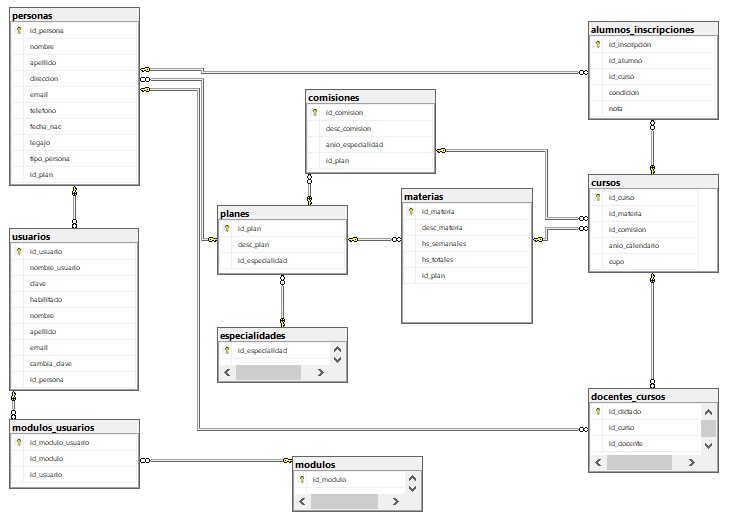 personas
id_persona
nombre
apellido
direccion
email
telefono
fecha_nac
legajo
tipo_persona
id_plan
usuarios
id_usuario
nombre_usuario
clave
habilitado
nombre
apellido
email
cambia_clave
id_persona
modulos_usuarios
id_modulo_usuario
id_modulo
id_usuario
comisiones
id_comision
desc_comision
anio_especialidad
id_plan
planes
id_plan
desc_plan
id_especialidad
especialidades
id_especialidad
modulos
id_modulo
materias
id_materia
desc_materia
hs_semanales
hs_totales
id_plan
alumnos_inscripciones
id_inscripcion
id_alumno
id_curso
condicion
nota
cursos
id_curso
id_materia
id_comision
anio_calendario
cupo
docentes_cursos
id_dictado
id_curso
id_docente